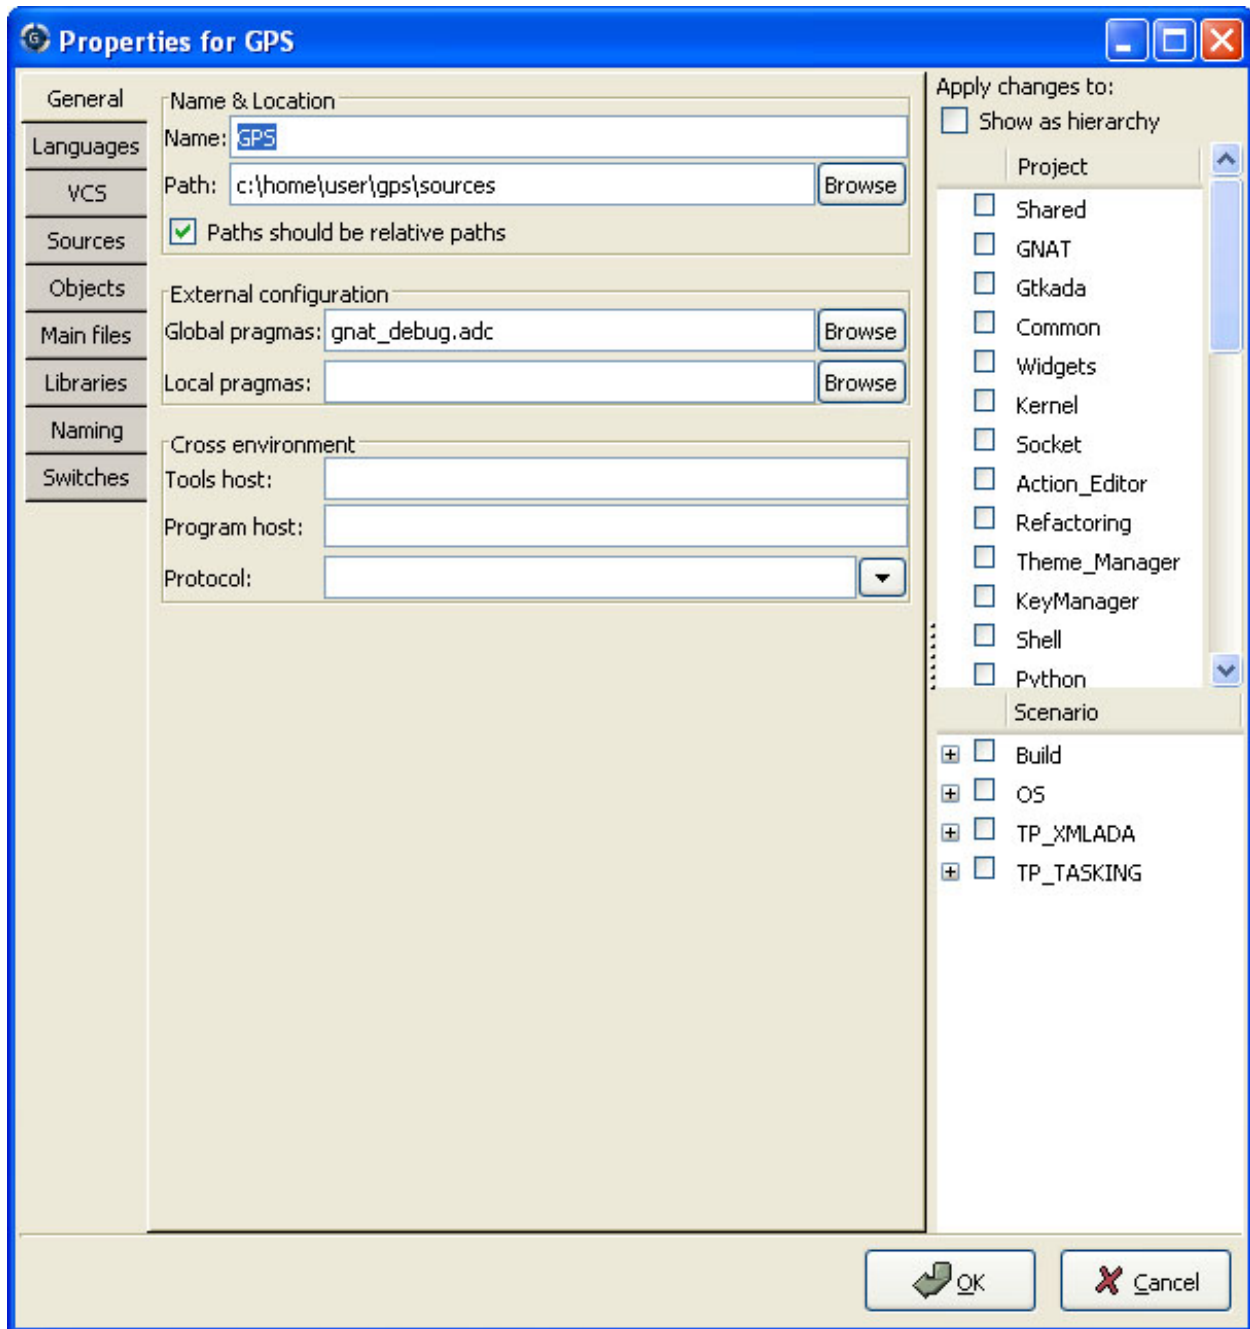 Properties for GPS
General
Languages
VCS
Sources
Objects
Main files
Libraries
Naming
Switches
Name & Location
Name: GPS
Path: c:\home\user\gps\sources Browse
Paths should be relative paths
External configuration
Global pragmas: gnat_debug.adc Browse
Local pragmas: Browse
Cross environment
Tools host:
Program host:
Protocol:
Apply changes to:
Show as hierarchy
Project
Shared
GNAT
Gtkada
Common
Widgets
Kernel
Socket
Action_Editor
Refactoring
Theme_Manager
KeyManager
Shell
Python
Scenario
Build
OS
TP_XMLADA
TP_TASKING
OK Cancel